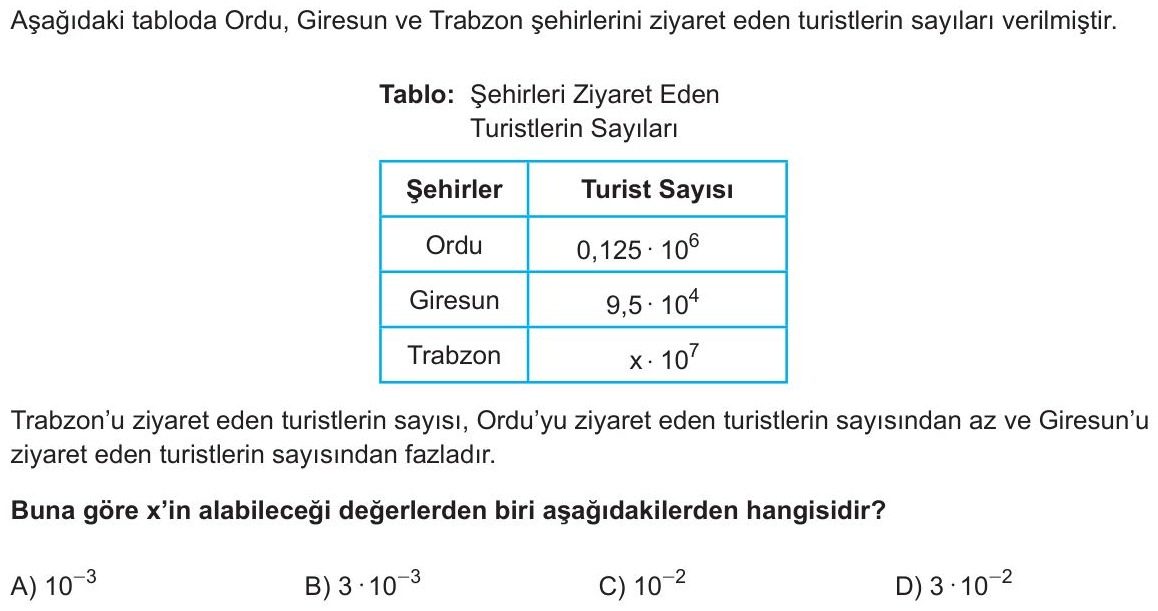 Aşağıdaki tabloda Ordu, Giresun ve Trabzon şehirlerini ziyaret eden turistlerin sayıları verilmiştir.
Tablo: Şehirleri Ziyaret Eden
Turistlerin Sayıları
Şehirler Turist Sayısı
Ordu 0,125 · 10⁶
Giresun 9,5 · 10⁴
Trabzon x · 10⁷
Trabzon’u ziyaret eden turistlerin sayısı, Ordu’yu ziyaret eden turistlerin sayısından az ve Giresun’u
ziyaret eden turistlerin sayısından fazladır.
Buna göre x’in alabileceği değerlerden biri aşağıdakilerden hangisidir?
A) 10⁻³ B) 3 · 10⁻³ C) 10⁻² D) 3 · 10⁻²